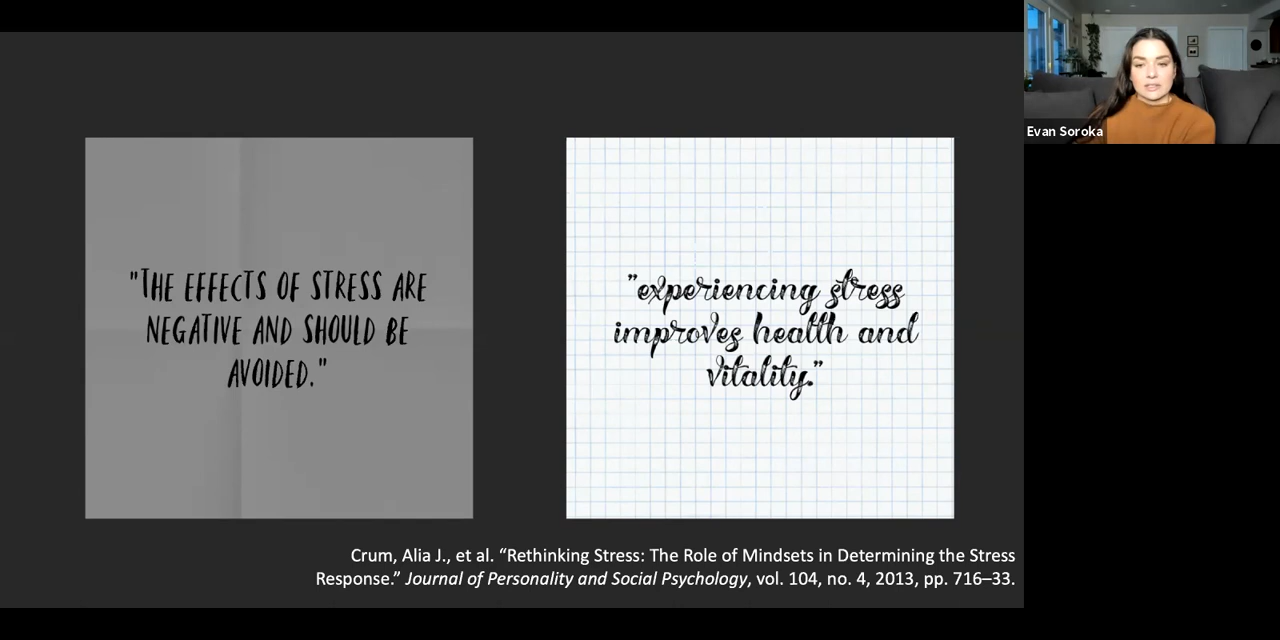 "THE EFFECTS OF STRESS ARE
NEGATIVE AND SHOULD BE
AVOIDED."
"experiencing stress
improves health and
vitality."
Crum, Alia J., et al. “Rethinking Stress: The Role of Mindsets in Determining the Stress
Response.” Journal of Personality and Social Psychology, vol. 104, no. 4, 2013, pp. 716–33.
Evan Soroka